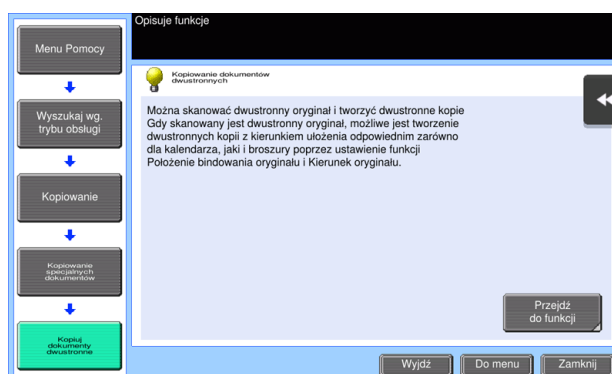 Opisuje funkcje
Menu Pomocy
Wyszukaj wg.
trybu obsługi
Kopiowanie
Kopiowanie
specjalnych
dokumentów
Kopiuj
dokumenty
dwustronne
Kopiowanie dokumentów
dwustronnych
Można skanować dwustronny oryginał i tworzyć dwustronne kopie
Gdy skanowany jest dwustronny oryginał, możliwe jest tworzenie
dwustronnych kopii z kierunkiem ułożenia odpowiednim zarówno
dla kalendarza, jaki i broszury poprzez ustawienie funkcji
Położenie bindowania oryginału i Kierunek oryginału.
Przejdź
do funkcji
Wyjdź
Do menu
Zamknij